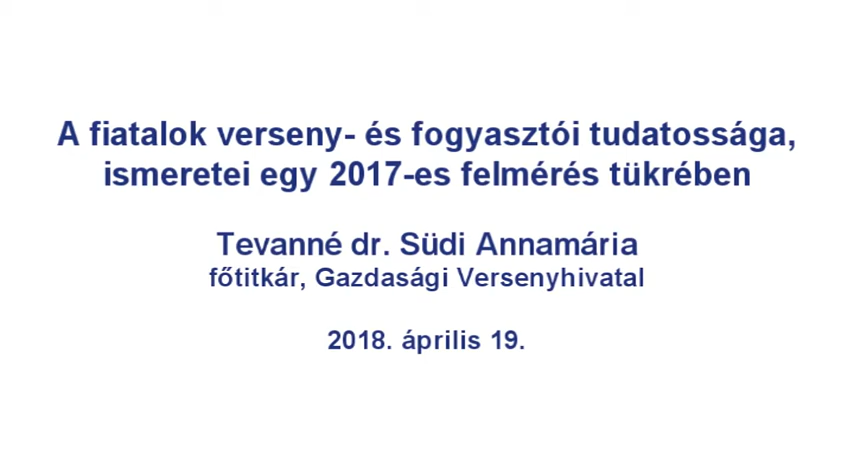 A fiatalok verseny- és fogyasztói tudatossága,
ismeretei egy 2017-es felmérés tükrében
Tevanné dr. Südi Annamária
főtitkár, Gazdasági Versenyhivatal
2018. április 19.